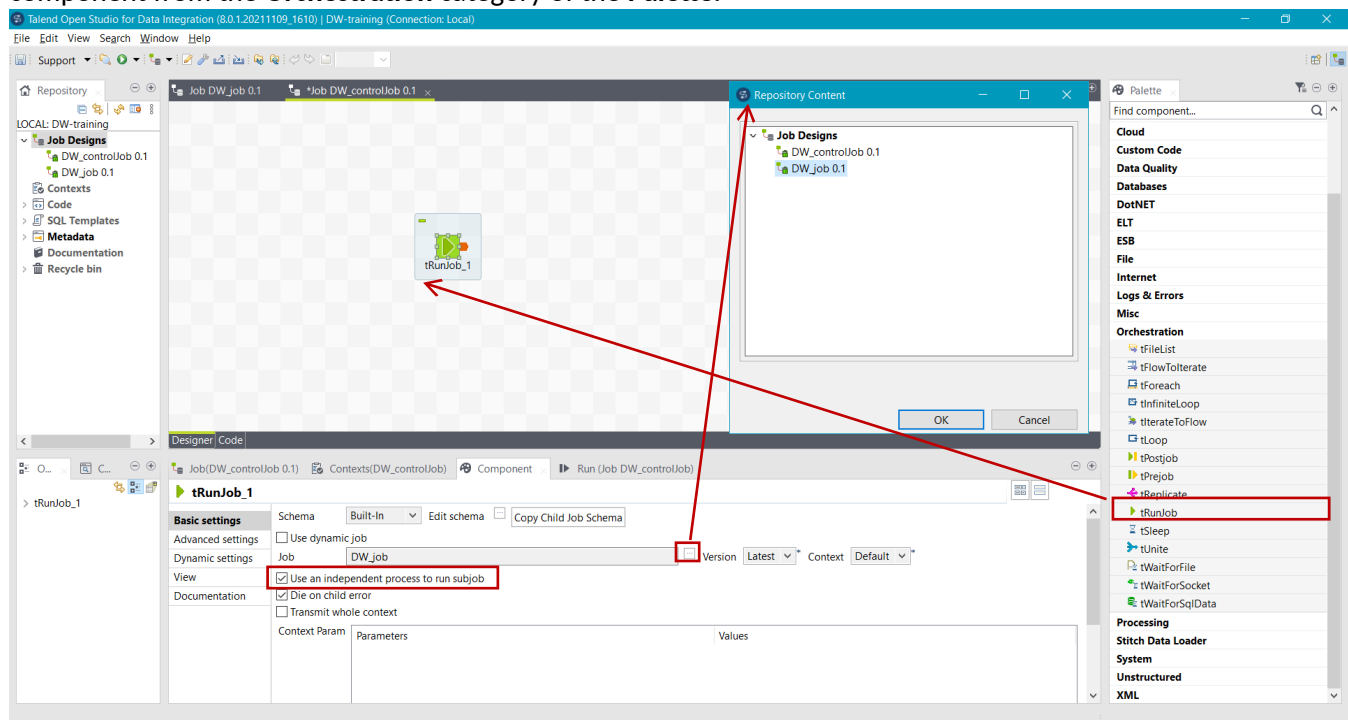 component from the Orchestration category of the Palette.
Talend Open Studio for Data Integration (8.0.1.20211109_1610) | DW-training (Connection: Local)
File Edit View Search Window Help
Support
Repository
LOCAL: DW-training
Job Designs
DW_controlJob 0.1
DW_job 0.1
Contexts
Code
SQL Templates
Metadata
Documentation
Recycle bin
Job DW_job 0.1
*Job DW_controlJob 0.1
tRunJob_1
Designer Code
Repository Content
Job Designs
DW_controlJob 0.1
DW_job 0.1
OK
Cancel
Palette
Find component...
Cloud
Custom Code
Data Quality
Databases
DotNET
ELT
ESB
File
Internet
Logs & Errors
Misc
Orchestration
tFileList
tFlowToIterate
tForeach
tInfiniteLoop
tIterateToFlow
tLoop
tPostjob
tPrejob
tReplicate
tRunJob
tSleep
tUnite
tWaitForFile
tWaitForSocket
tWaitForSqlData
Processing
Stitch Data Loader
System
Unstructured
XML
O...
C...
tRunJob_1
Job(DW_controlJob 0.1)
Contexts(DW_controlJob)
Component
Run (Job DW_controlJob)
tRunJob_1
Basic settings
Advanced settings
Dynamic settings
View
Documentation
Schema Built-In Edit schema Copy Child Job Schema
Use dynamic job
Job DW_job Version Latest * Context Default *
Use an independent process to run subjob
Die on child error
Transmit whole context
Context Param Parameters Values